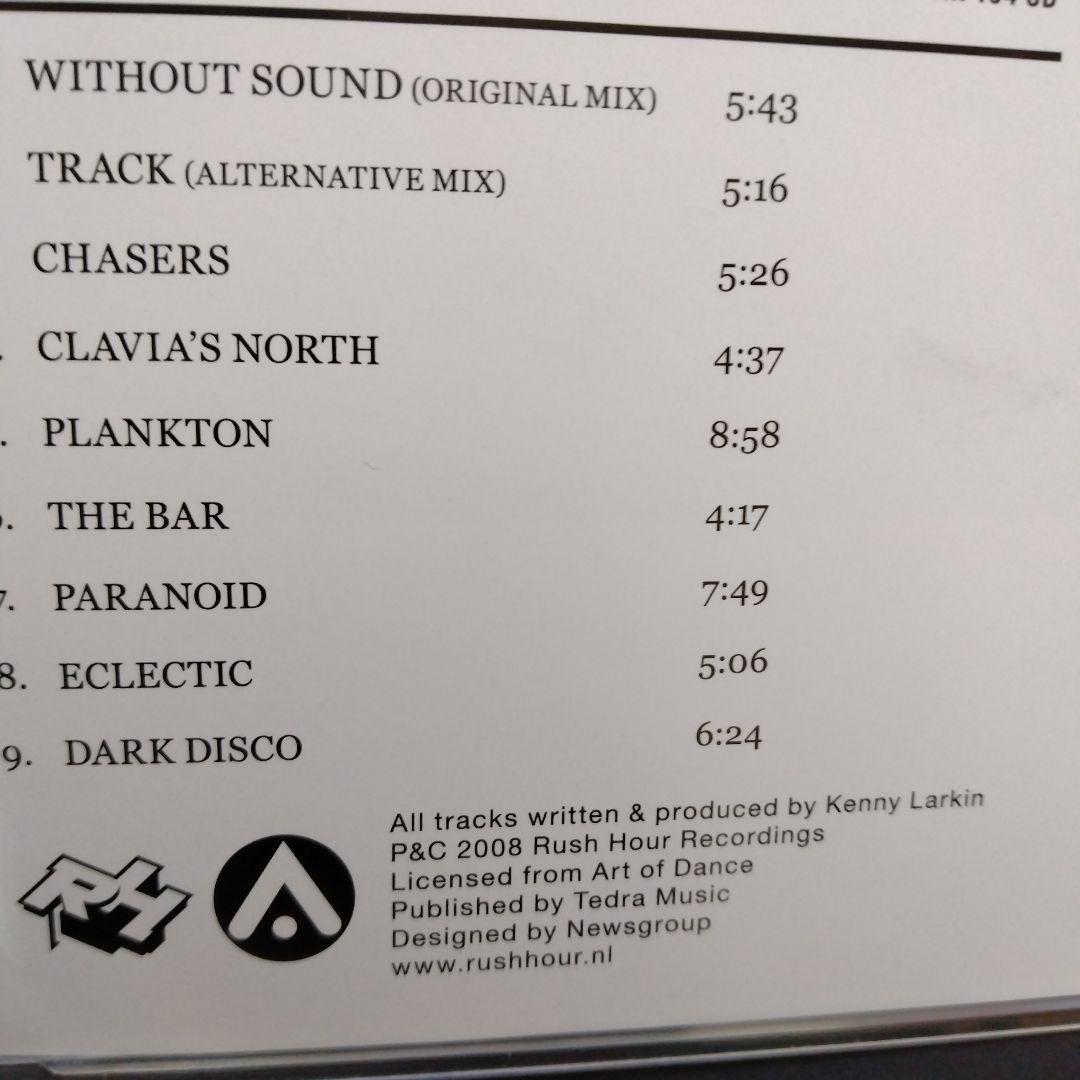 WITHOUT SOUND (ORIGINAL MIX) 5:43
TRACK (ALTERNATIVE MIX) 5:16
CHASERS 5:26
. CLAVIA'S NORTH 4:37
. PLANKTON 8:58
. THE BAR 4:17
7. PARANOID 7:49
8. ECLECTIC 5:06
9. DARK DISCO 6:24
All tracks written & produced by Kenny Larkin
P&C 2008 Rush Hour Recordings
Licensed from Art of Dance
Published by Tedra Music
Designed by Newsgroup
www.rushhour.nl
RH